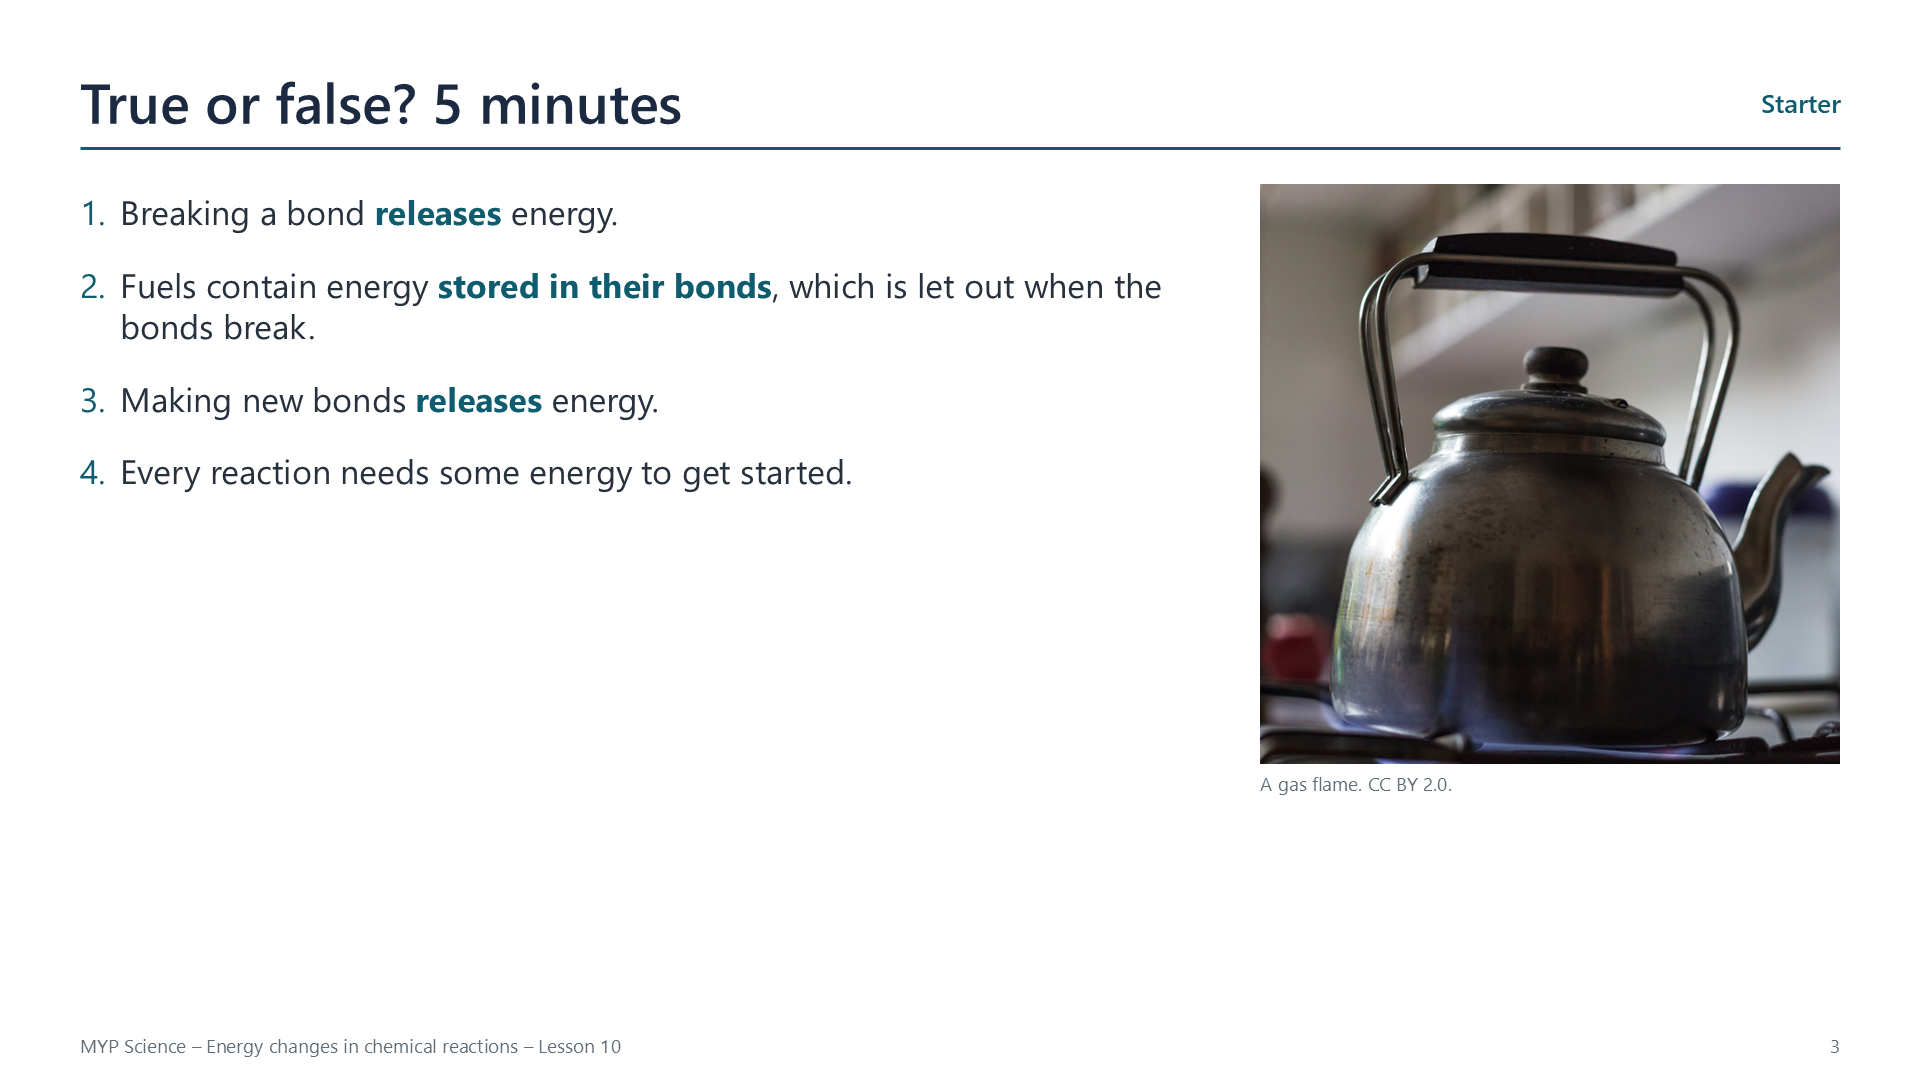 True or false? 5 minutes
Starter
1. Breaking a bond releases energy.
2. Fuels contain energy stored in their bonds, which is let out when the
bonds break.
3. Making new bonds releases energy.
4. Every reaction needs some energy to get started.
A gas flame. CC BY 2.0.
MYP Science – Energy changes in chemical reactions – Lesson 10
3